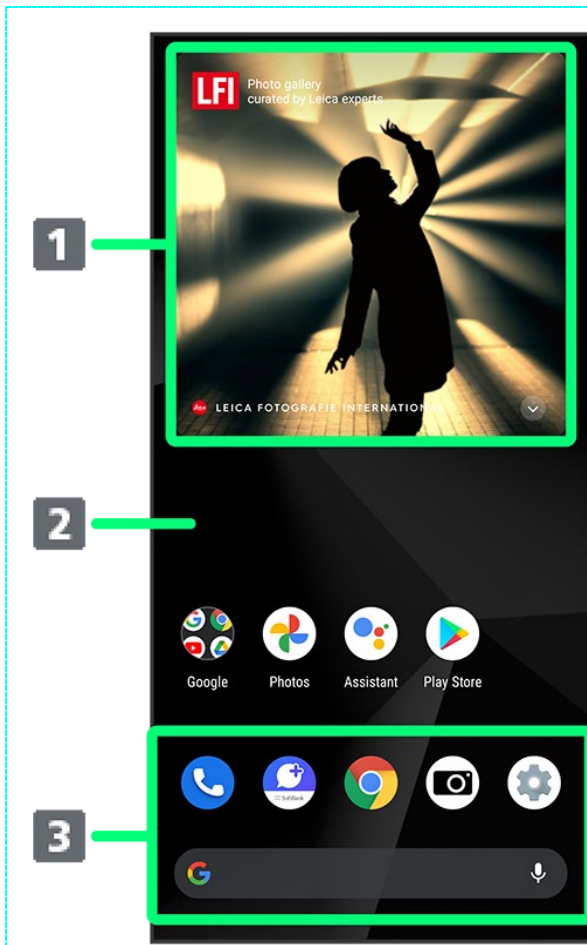 LFI
Photo gallery
curated by Leica experts
1
LEICA FOTOGRAFIE INTERNATIONAL
2
Google Photos Assistant Play Store
SoftBank
3
G